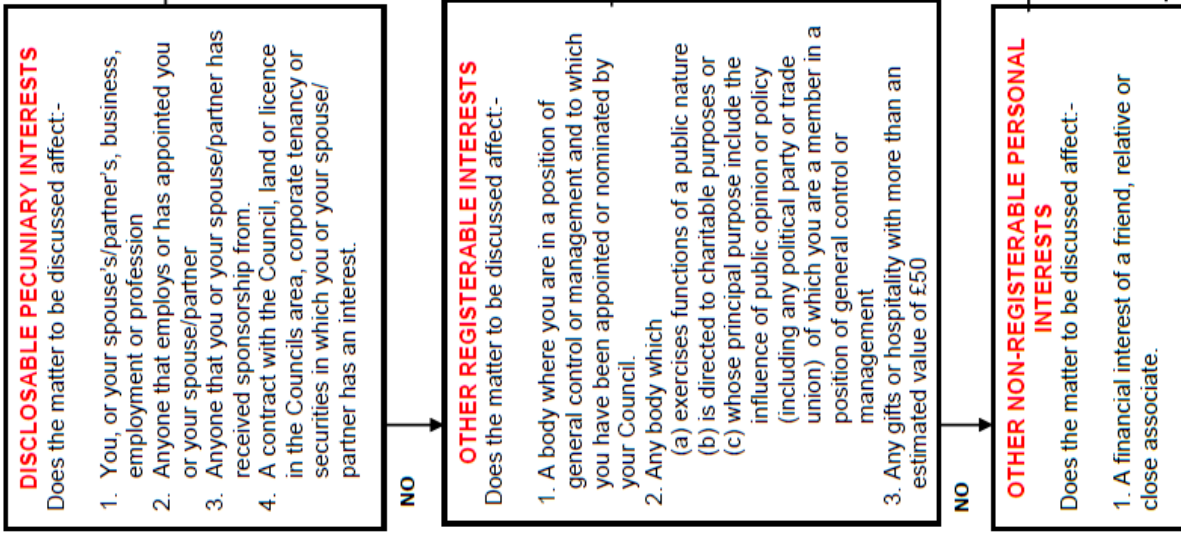 DISCLOSABLE PECUNIARY INTERESTS
Does the matter to be discussed affect:-
1. You, or your spouse's/partner's, business,
employment or profession
2. Anyone that employs or has appointed you
or your spouse/partner
3. Anyone that you or your spouse/partner has
received sponsorship from.
4. A contract with the Council, land or licence
in the Councils area, corporate tenancy or
securities in which you or your spouse/
partner has an interest.
NO
OTHER REGISTERABLE INTERESTS
Does the matter to be discussed affect:-
1. A body where you are in a position of
general control or management and to which
you have been appointed or nominated by
your Council.
2. Any body which
(a) exercises functions of a public nature
(b) is directed to charitable purposes or
(c) whose principal purpose include the
influence of public opinion or policy
(including any political party or trade
union) of which you are a member in a
position of general control or
management
3. Any gifts or hospitality with more than an
estimated value of £50
NO
OTHER NON-REGISTERABLE PERSONAL
INTERESTS
Does the matter to be discussed affect:-
1. A financial interest of a friend, relative or
close associate.